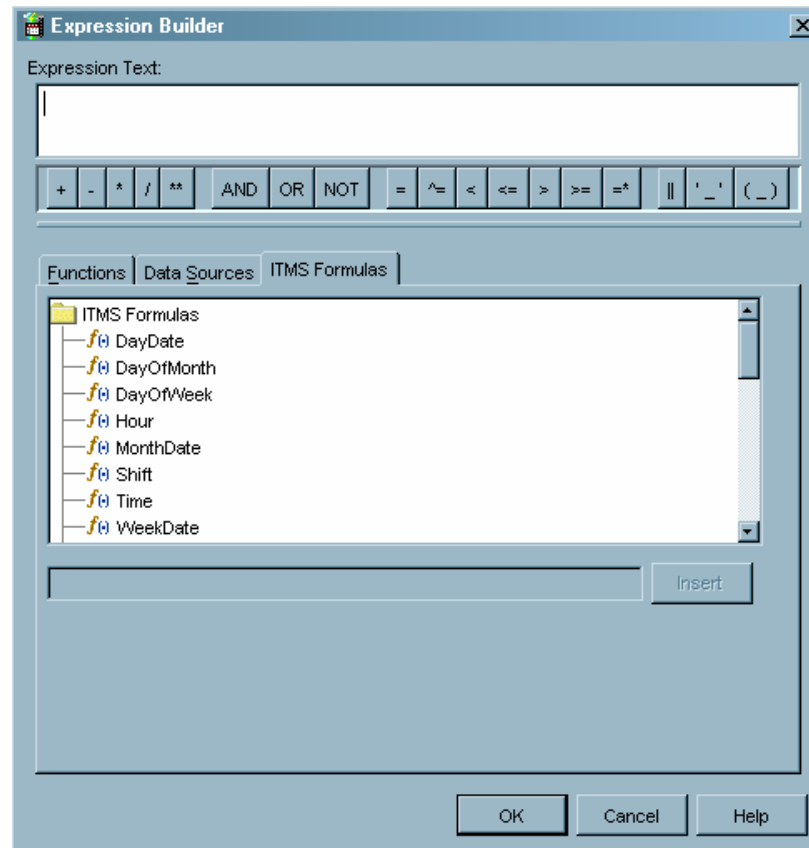 Expression Builder
Expression Text:
+ - * / ** AND OR NOT = ^= < <= > >= =* || '_' (_)
Functions Data Sources ITMS Formulas
ITMS Formulas
f(•) DayDate
f(•) DayOfMonth
f(•) DayOfWeek
f(•) Hour
f(•) MonthDate
f(•) Shift
f(•) Time
f(•) WeekDate
Insert
OK Cancel Help